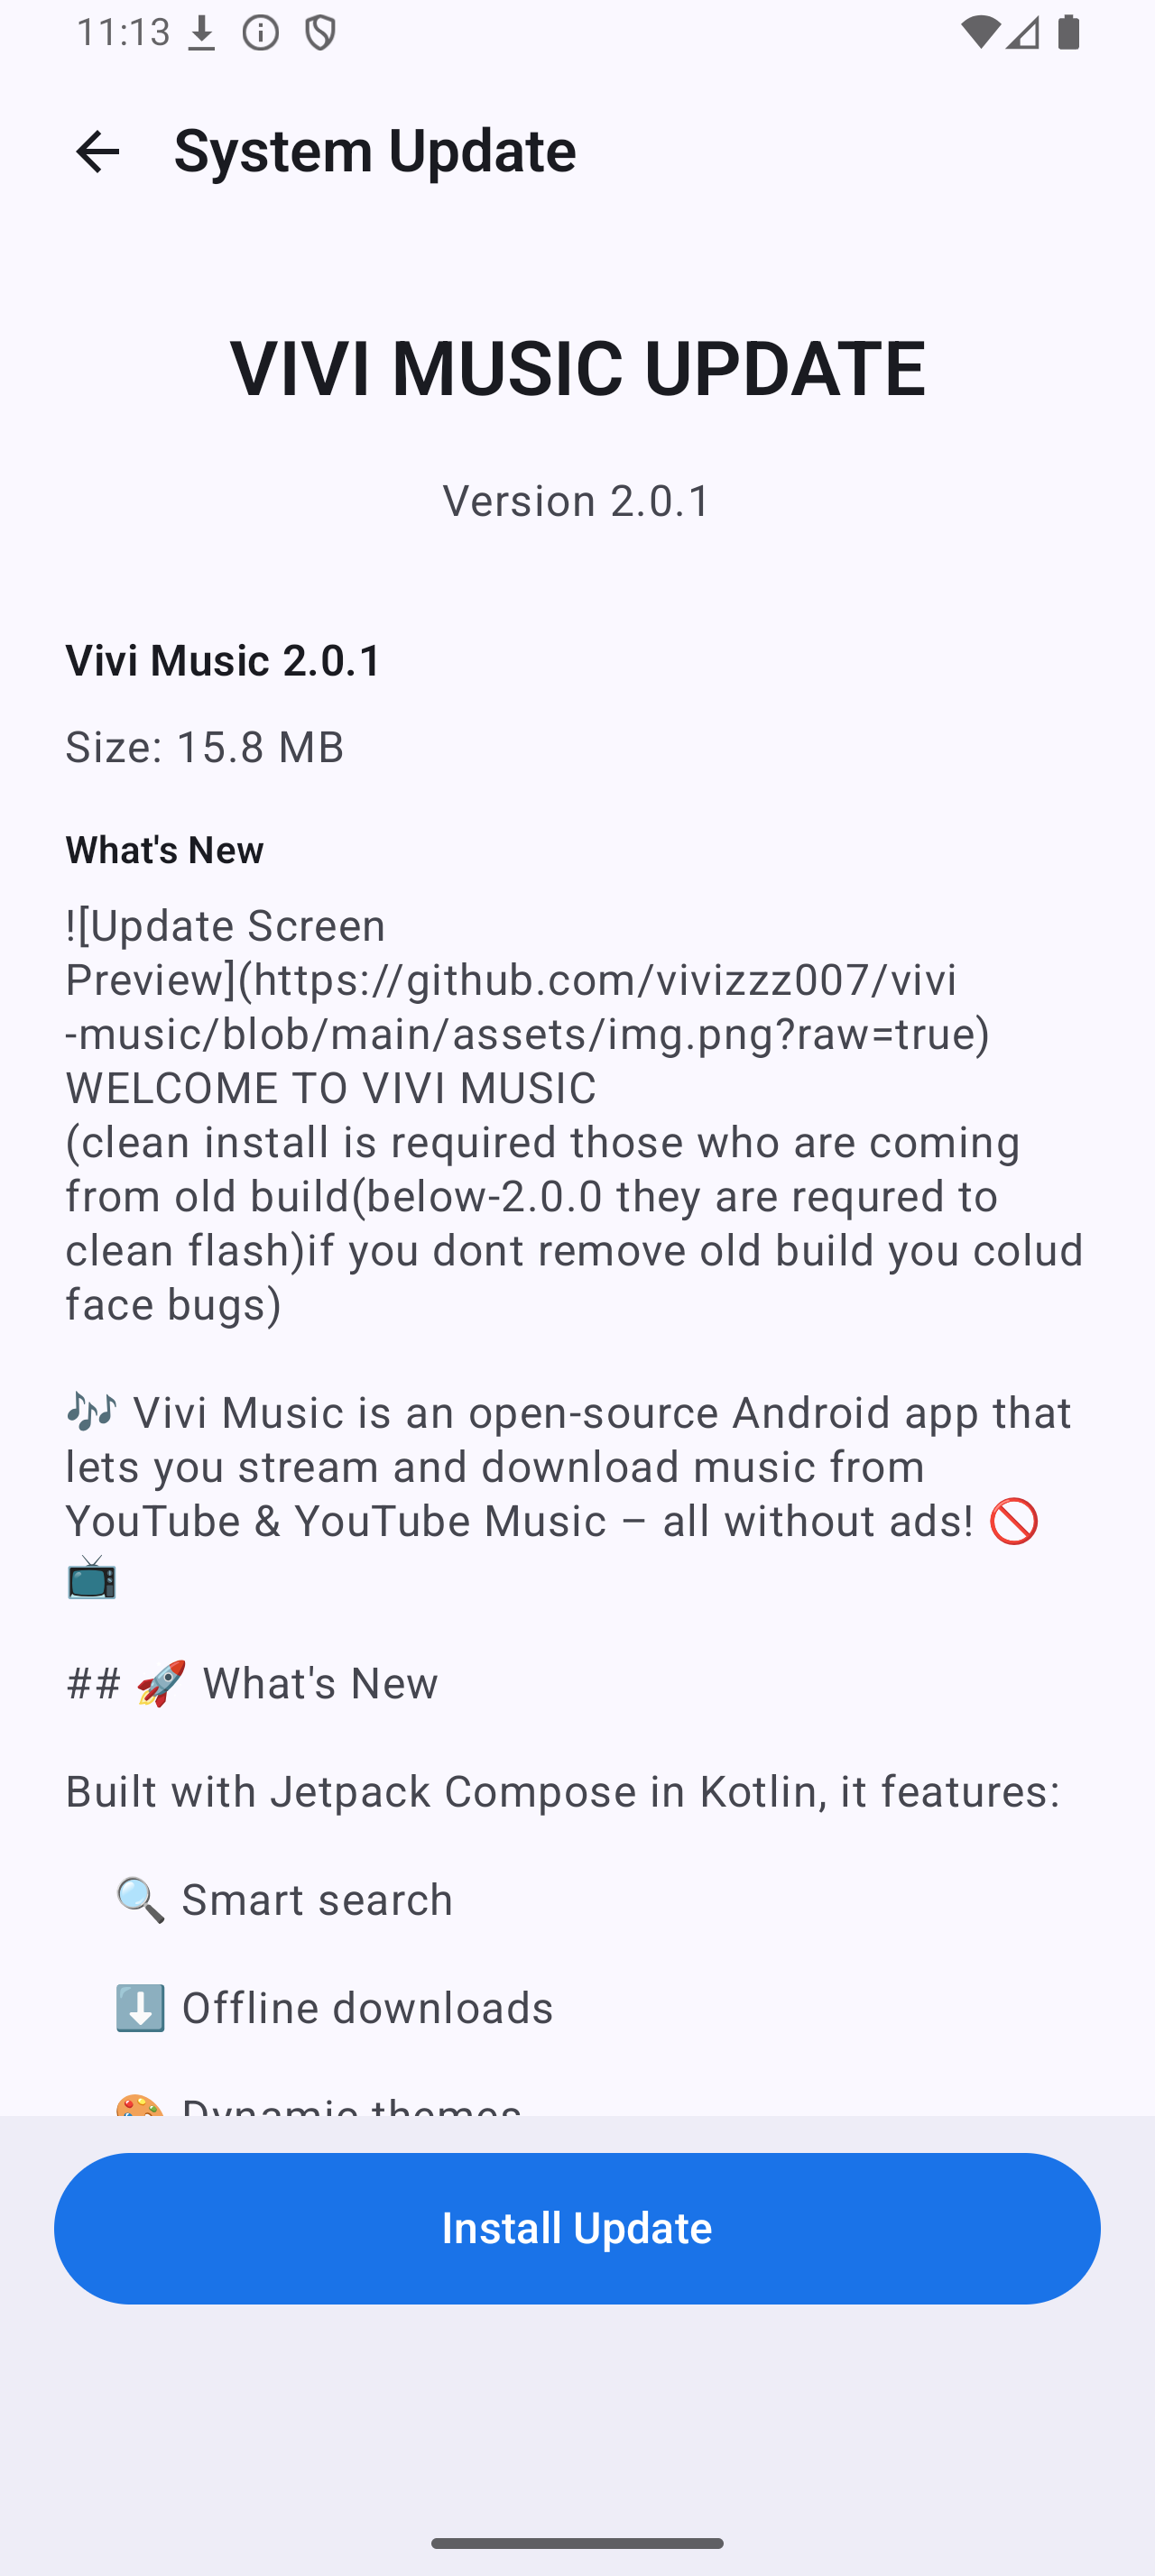 11:13
System Update
VIVI MUSIC UPDATE
Version 2.0.1
Vivi Music 2.0.1
Size: 15.8 MB
What's New
![Update Screen
Preview](https://github.com/vivizzz007/vivi
-music/blob/main/assets/img.png?raw=true)
WELCOME TO VIVI MUSIC
(clean install is required those who are coming
from old build(below-2.0.0 they are requred to
clean flash)if you dont remove old build you colud
face bugs)
🎶 Vivi Music is an open-source Android app that
lets you stream and download music from
YouTube & YouTube Music – all without ads! 🚫
📺
## 🚀 What's New
Built with Jetpack Compose in Kotlin, it features:
🔍 Smart search
⬇️ Offline downloads
🎨 Dynamic themes
Install Update